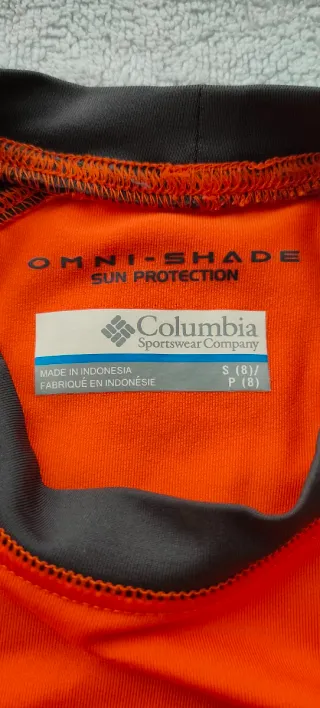 OMNI-SHADE
SUN PROTECTION
Columbia
Sportswear Company
MADE IN INDONESIA
FABRIQUÉ EN INDONÉSIE
S (8)/
P (8)